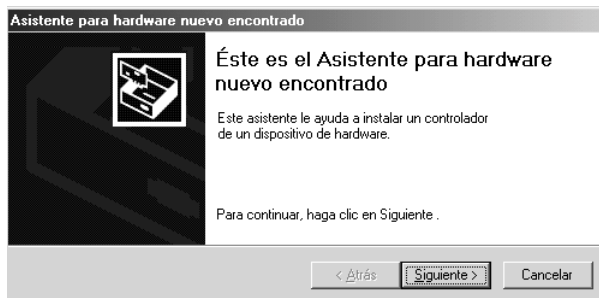 Asistente para hardware nuevo encontrado
Éste es el Asistente para hardware
nuevo encontrado
Este asistente le ayuda a instalar un controlador
de un dispositivo de hardware.
Para continuar, haga clic en Siguiente .
< Atrás Siguiente > Cancelar